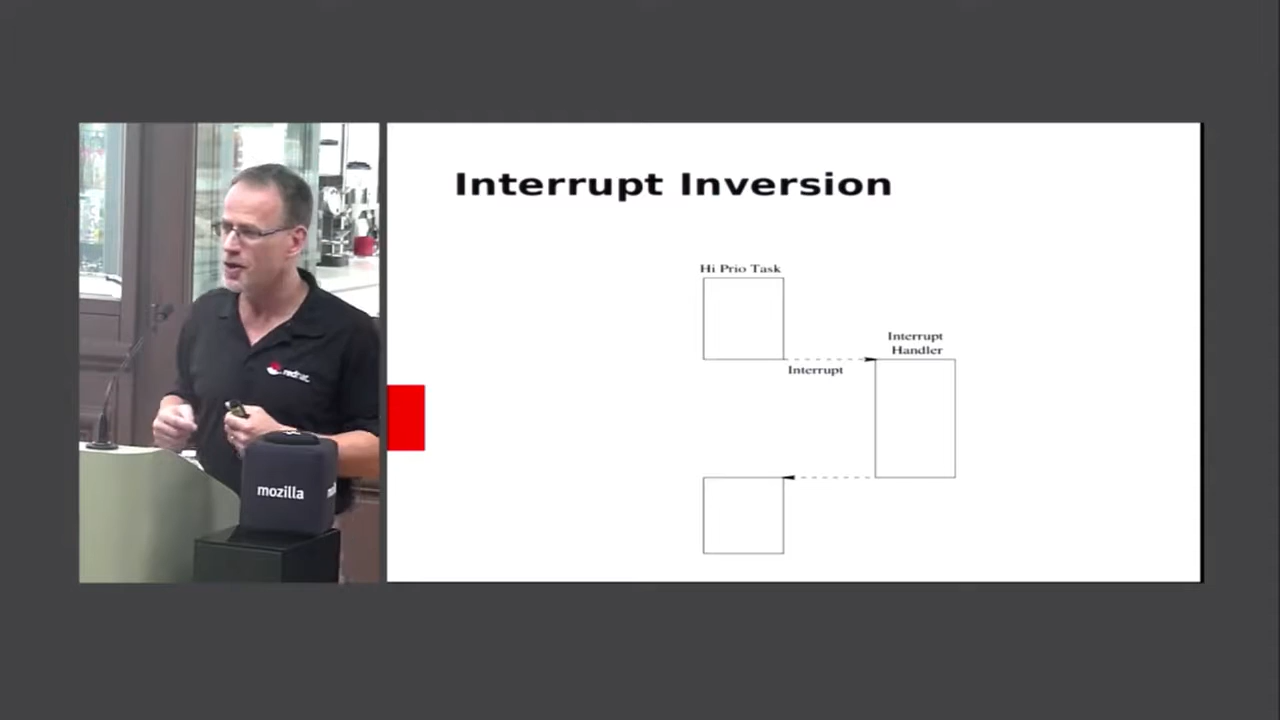 Interrupt Inversion
Hi Prio Task
Interrupt
Handler
Interrupt
redhat.
mozilla